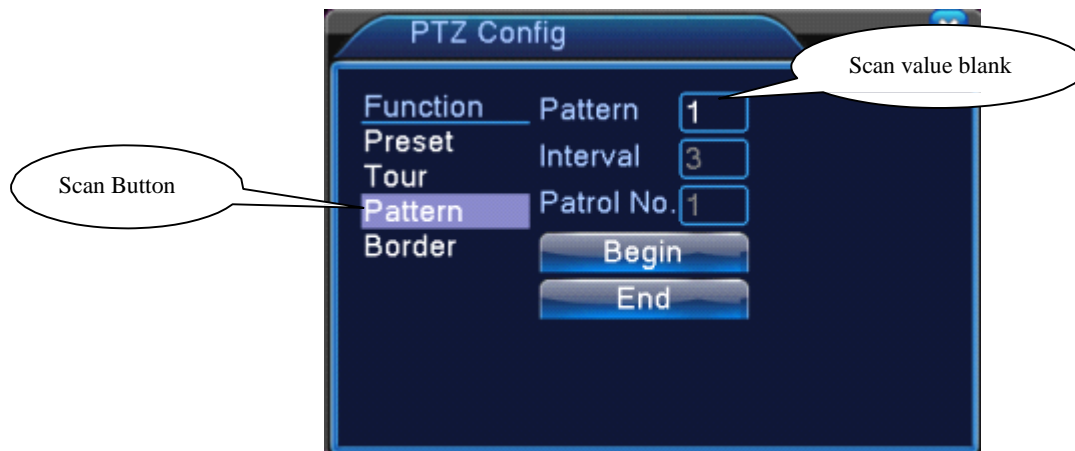 PTZ Config
Scan value blank
Function
Pattern 1
Preset
Interval 3
Tour
Scan Button
Pattern
Patrol No. 1
Border
Begin
End